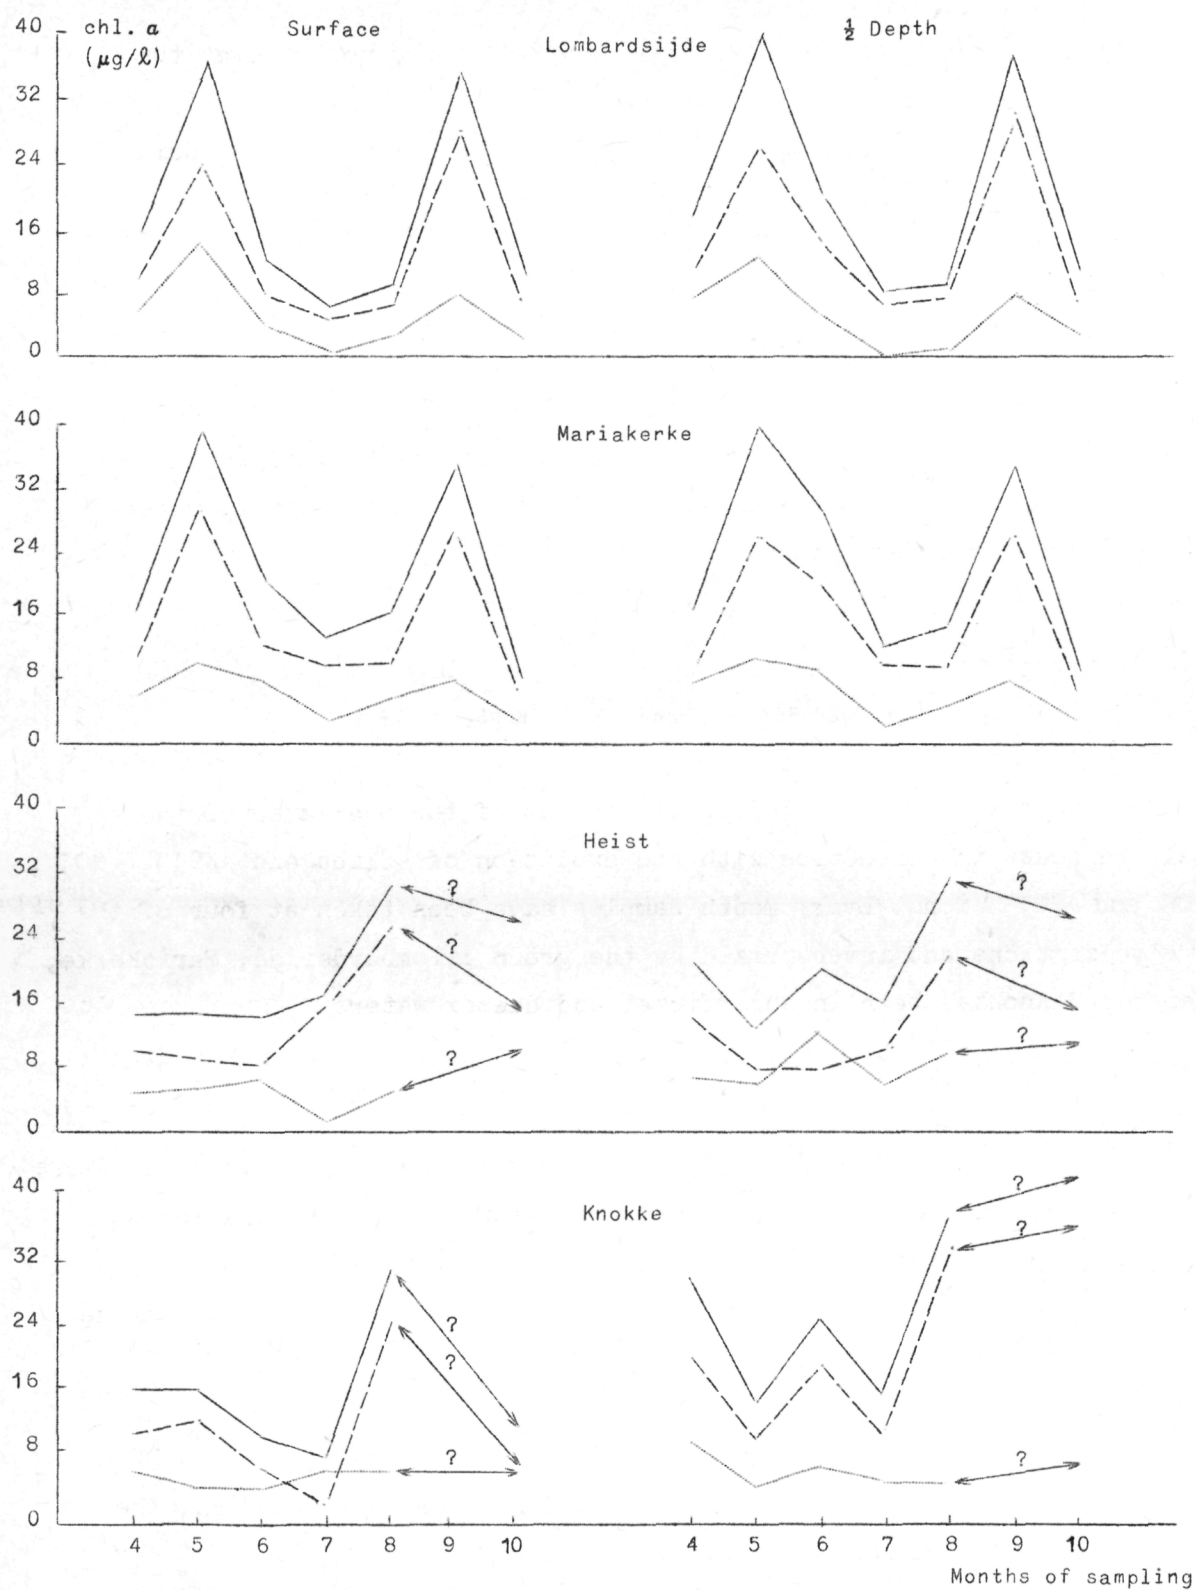 40 chl. a Surface ½ Depth
(μg/ℓ) Lombardsijde
32
24
16
8
0
40
Mariakerke
32
24
16
8
0
40
Heist
32 ? ?
24 ? ?
16
8 ? ?
0
40 ?
Knokke ?
32
24 ?
?
16
8 ? ?
0
4 5 6 7 8 9 10 4 5 6 7 8 9 10
Months of sampling